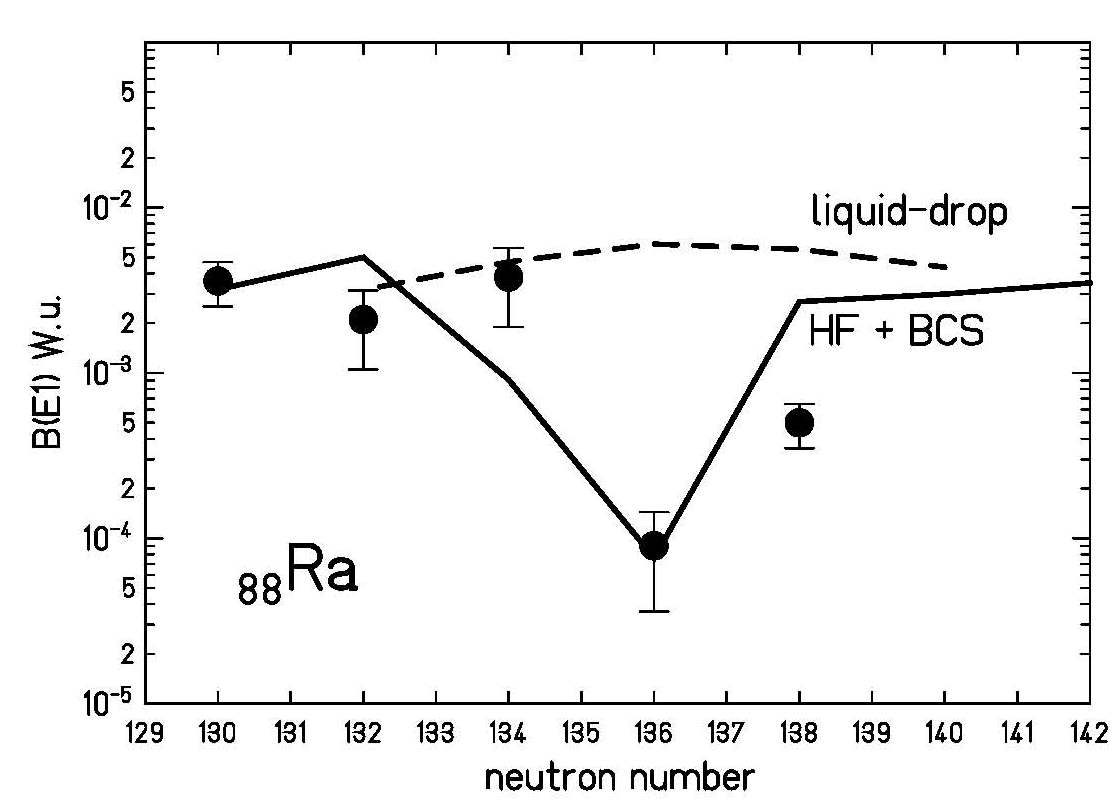 5
2
10⁻²
5
2
10⁻³
5
2
10⁻⁴
5
2
10⁻⁵
B(E1) W.u.
liquid-drop
HF + BCS
₈₈Ra
129 130 131 132 133 134 135 136 137 138 139 140 141 142
neutron number